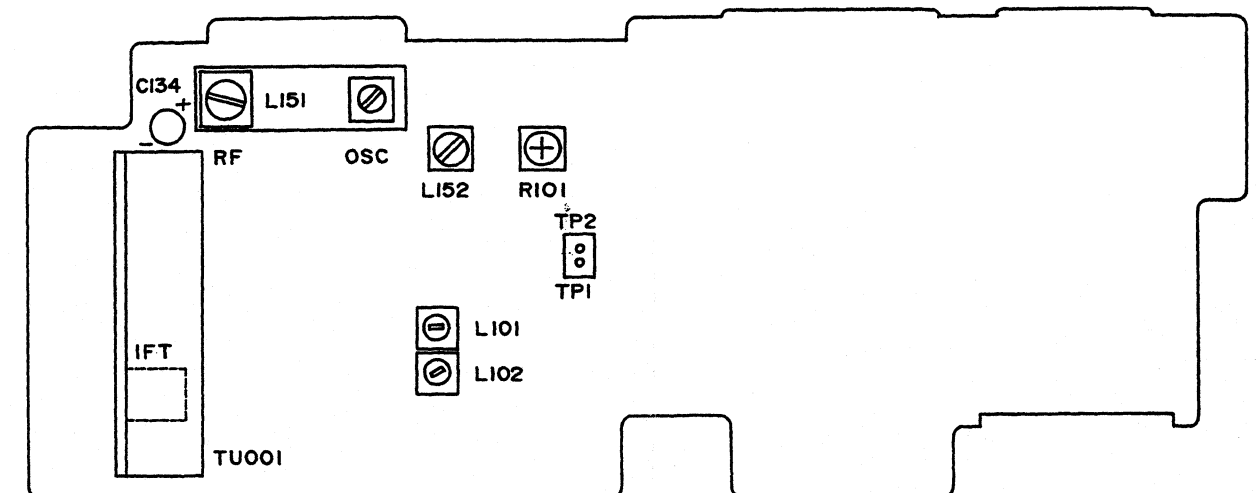 C134
+
L151
-
RF
OSC
L152
R101
TP2
TP1
L101
IFT
L102
TU001